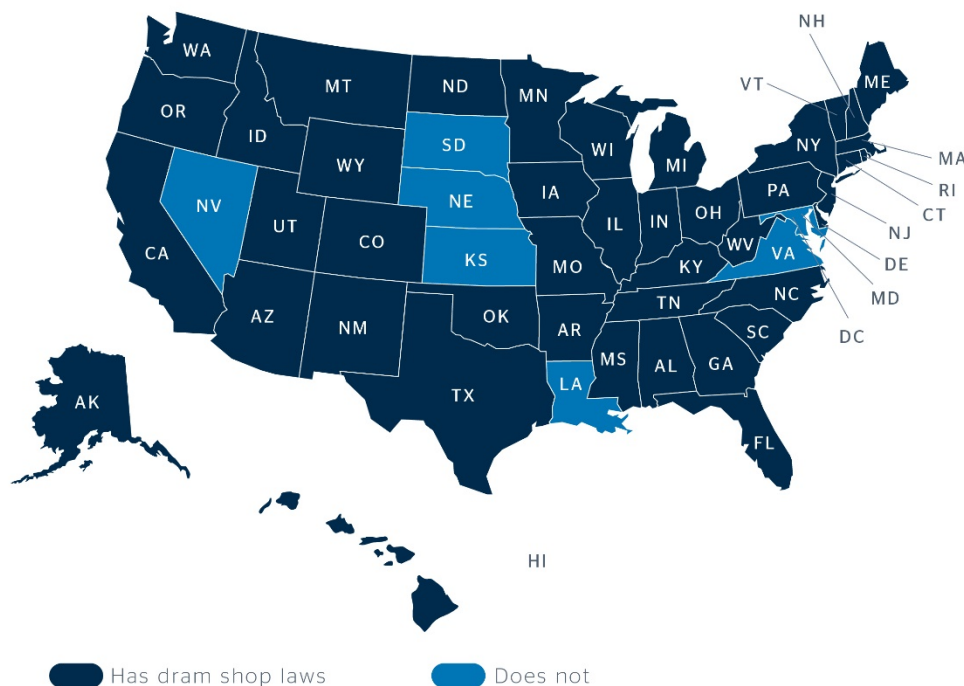 NH
WA
VT
ME
MT
ND
MN
OR
ID
SD
WI
NY
MA
WY
MI
RI
IA
PA
CT
NV
NE
OH
NJ
UT
IL
IN
CO
WV
VA
CA
KS
MO
KY
DE
MD
NC
TN
AZ
NM
OK
AR
SC
DC
MS
AL
GA
LA
TX
AK
FL
HI
Has dram shop laws
Does not